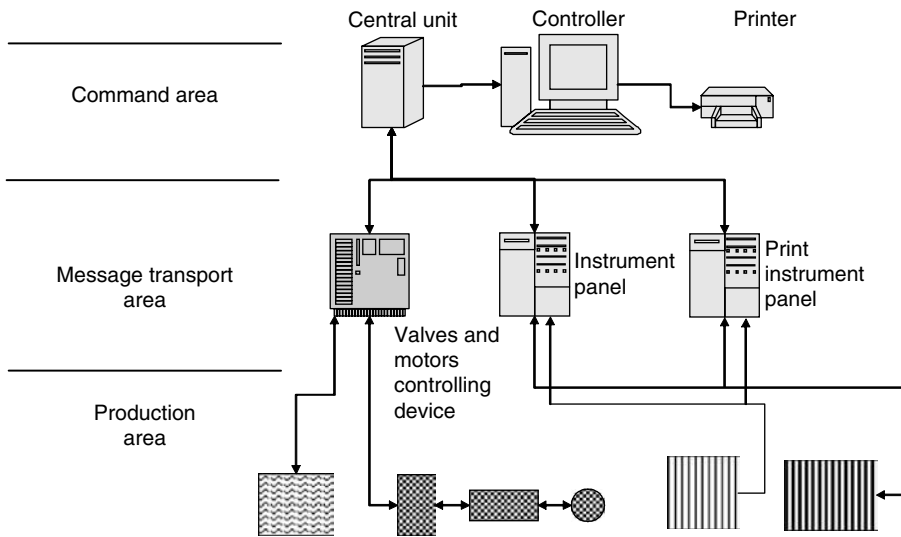 Central unit
Controller
Printer
Command area
Message transport
area
Instrument
panel
Print
instrument
panel
Valves and
motors
controlling
device
Production
area